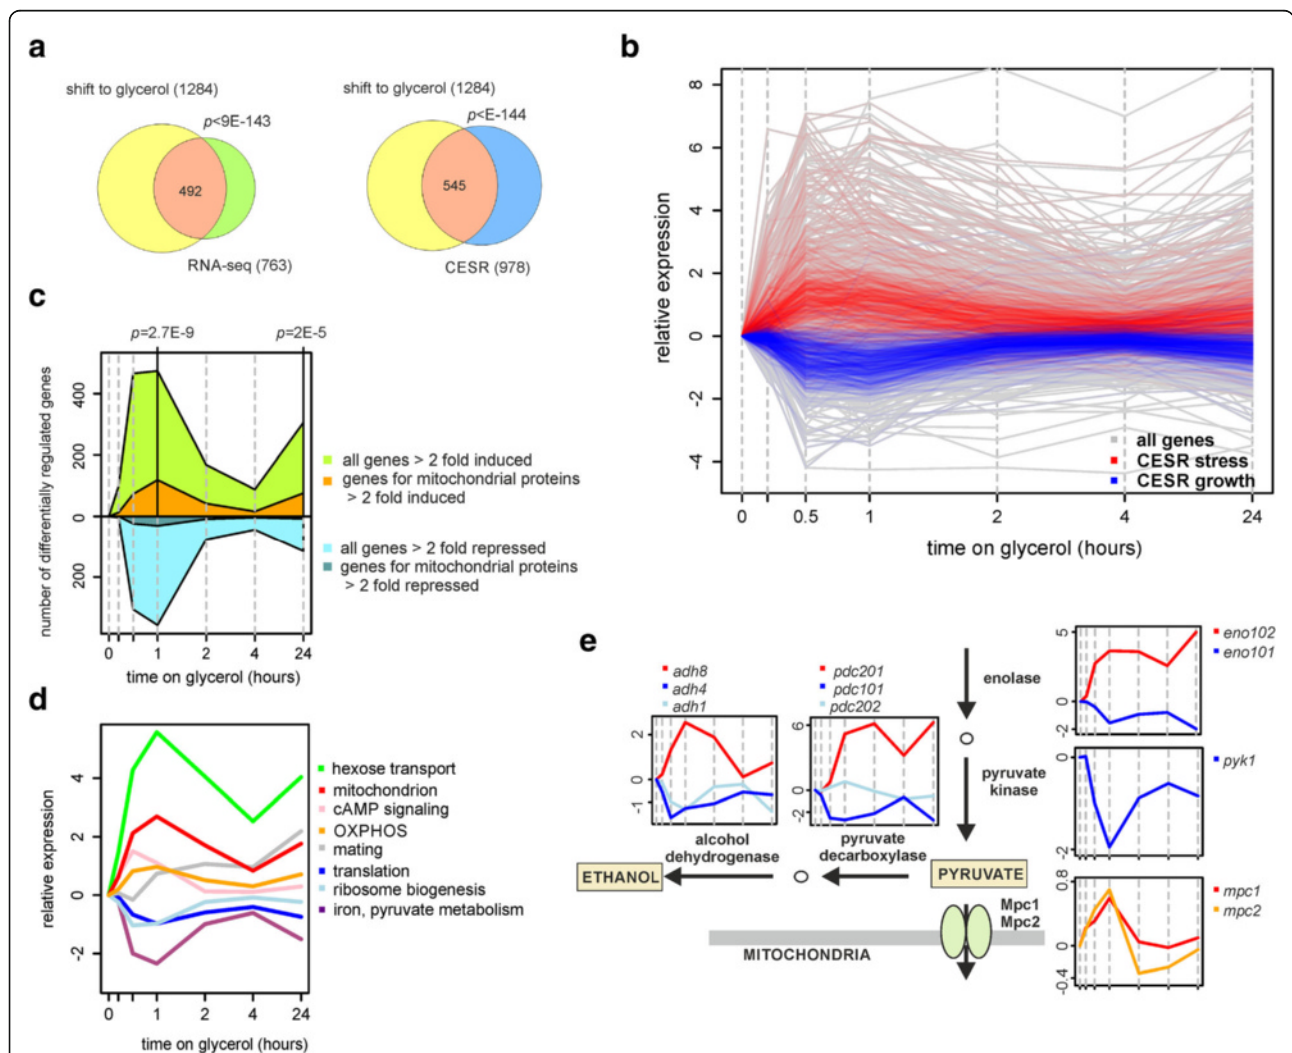 a
shift to glycerol (1284)
p<9E-143
492
RNA-seq (763)
shift to glycerol (1284)
p<E-144
545
CESR (978)
b
relative expression
8
6
4
2
0
-2
-4
all genes
CESR stress
CESR growth
0
0.5
1
2
4
24
time on glycerol (hours)
c
p=2.7E-9
p=2E-5
number of differentially regulated genes
400
200
0
200
0
1
2
4
24
time on glycerol (hours)
all genes > 2 fold induced
genes for mitochondrial proteins
> 2 fold induced
all genes > 2 fold repressed
genes for mitochondrial proteins
> 2 fold repressed
d
relative expression
4
2
0
-2
0
1
2
4
24
time on glycerol (hours)
hexose transport
mitochondrion
cAMP signaling
OXPHOS
mating
translation
ribosome biogenesis
iron, pyruvate metabolism
e
adh8
adh4
adh1
2
0
-1
pdc201
pdc101
pdc202
6
0
-2
enolase
5
0
-2
eno102
eno101
pyruvate
kinase
pyk1
0
-2
alcohol
dehydrogenase
pyruvate
decarboxylase
ETHANOL
PYRUVATE
Mpc1
Mpc2
MITOCHONDRIA
0.8
0
-0.4
mpc1
mpc2